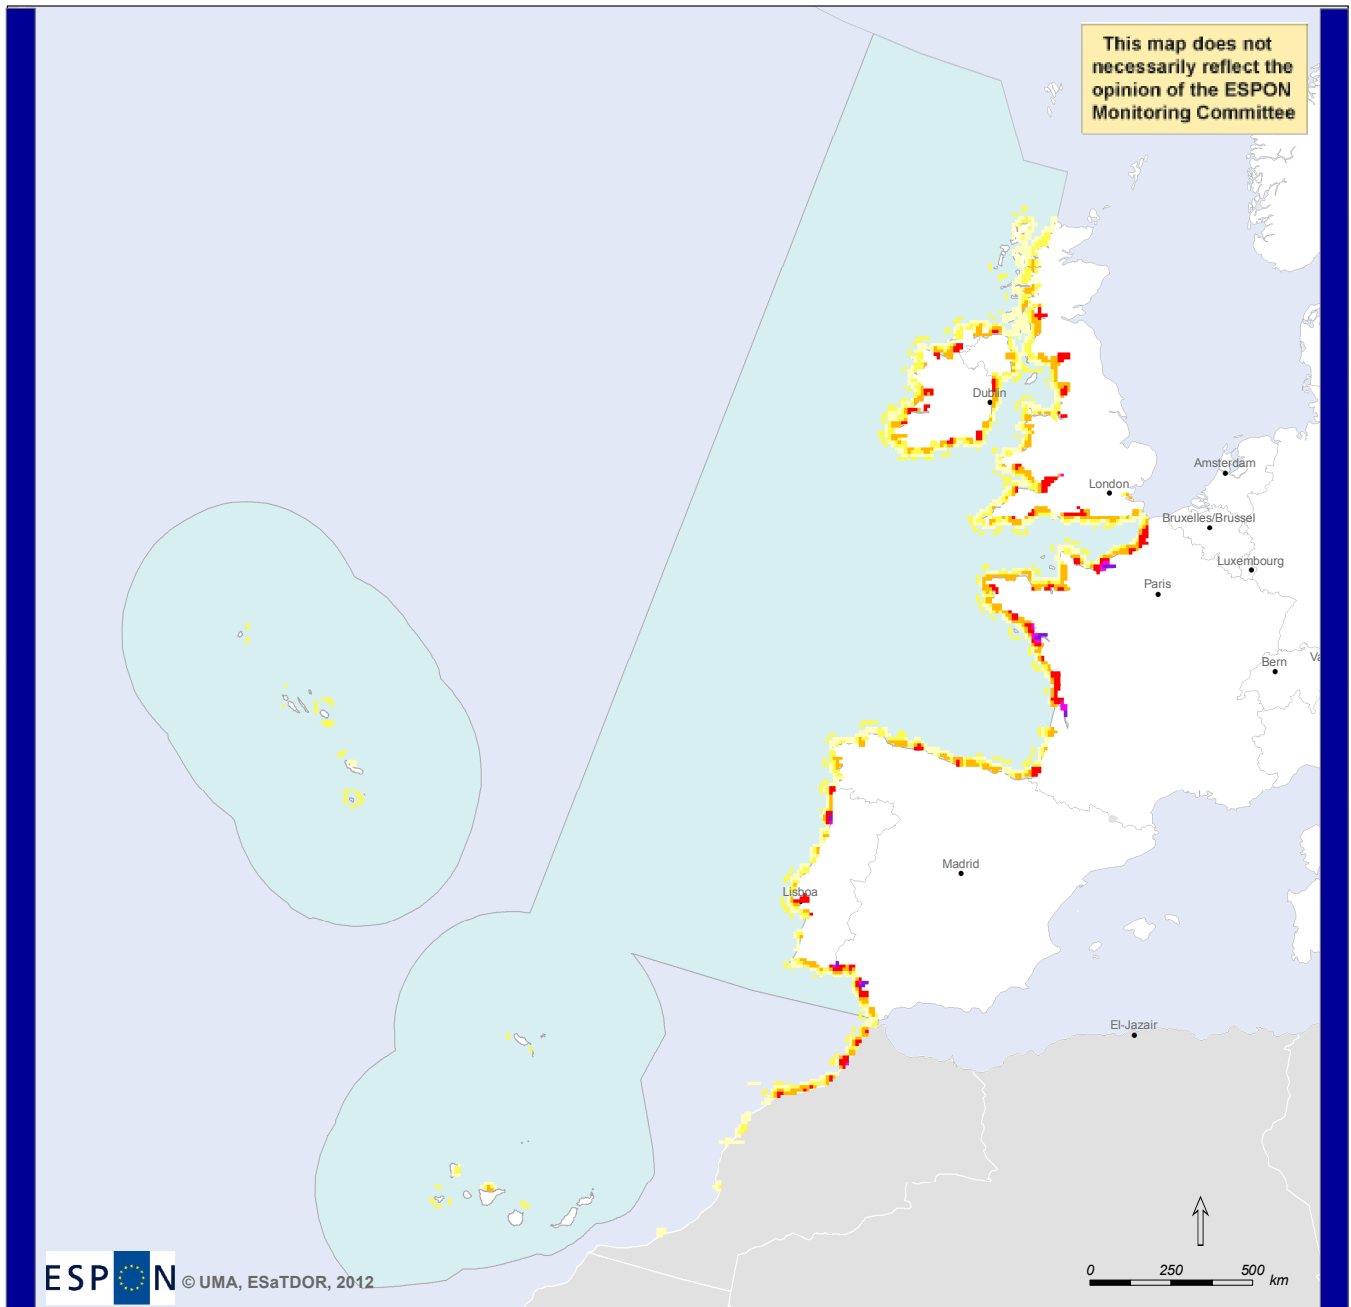 This map does not
necessarily reflect the
opinion of the ESPON
Monitoring Committee
Dublin
Amsterdam
London
Bruxelles/Brussel
Luxembourg
Paris
Bern
Va
Madrid
Lisboa
El-Jazair
0 250 500 km
ESPON © UMA, ESaTDOR, 2012